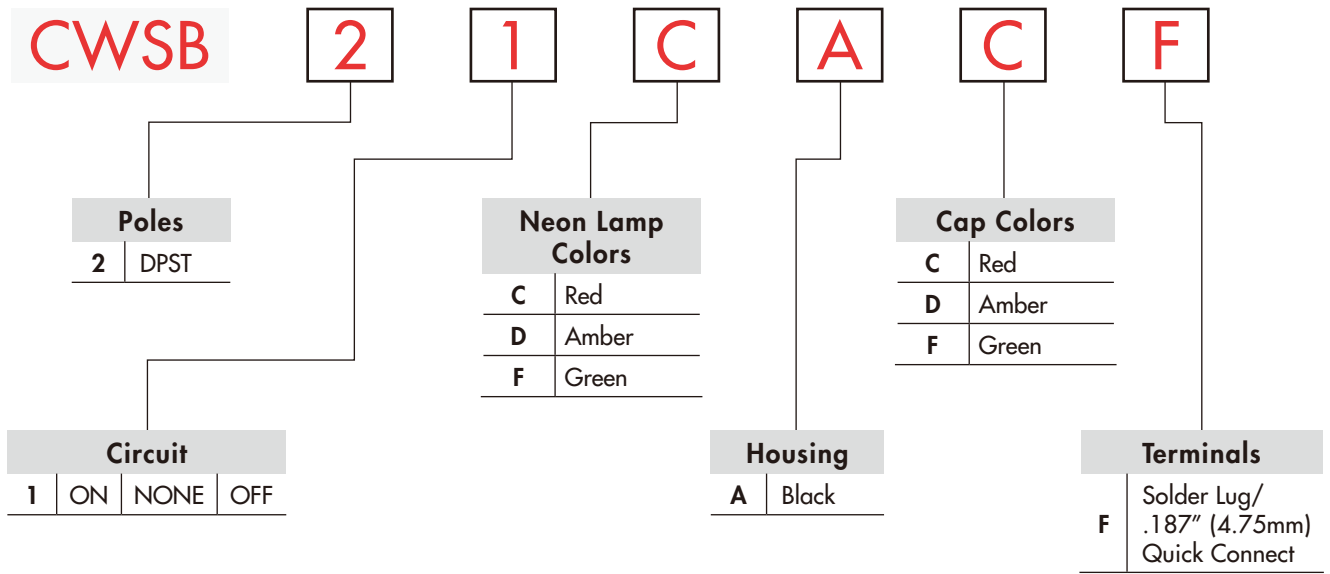 CWSB 2 1 C A C F
Poles
2 DPST
Neon Lamp
Colors
C Red
D Amber
F Green
Cap Colors
C Red
D Amber
F Green
Circuit
1 ON NONE OFF
Housing
A Black
Terminals
F Solder Lug/
.187″ (4.75mm)
Quick Connect